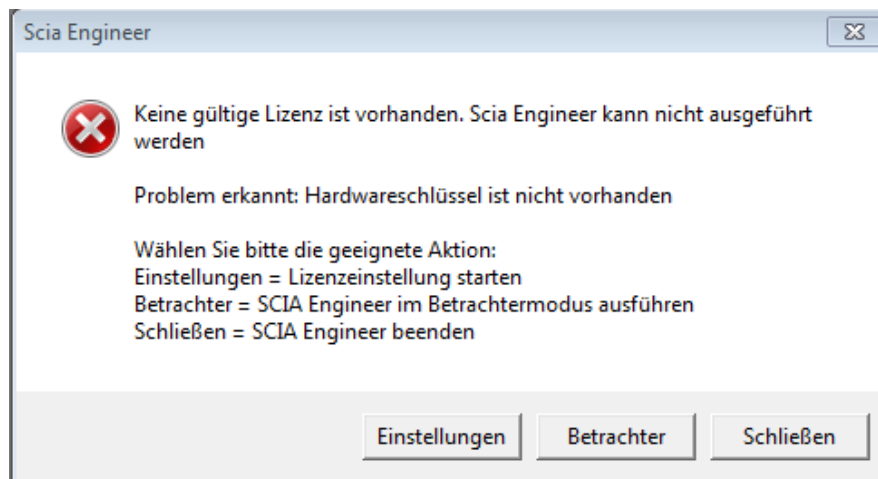 Scia Engineer
Keine gültige Lizenz ist vorhanden. Scia Engineer kann nicht ausgeführt
werden
Problem erkannt: Hardwareschlüssel ist nicht vorhanden
Wählen Sie bitte die geeignete Aktion:
Einstellungen = Lizenzeinstellung starten
Betrachter = SCIA Engineer im Betrachtermodus ausführen
Schließen = SCIA Engineer beenden
Einstellungen Betrachter Schließen